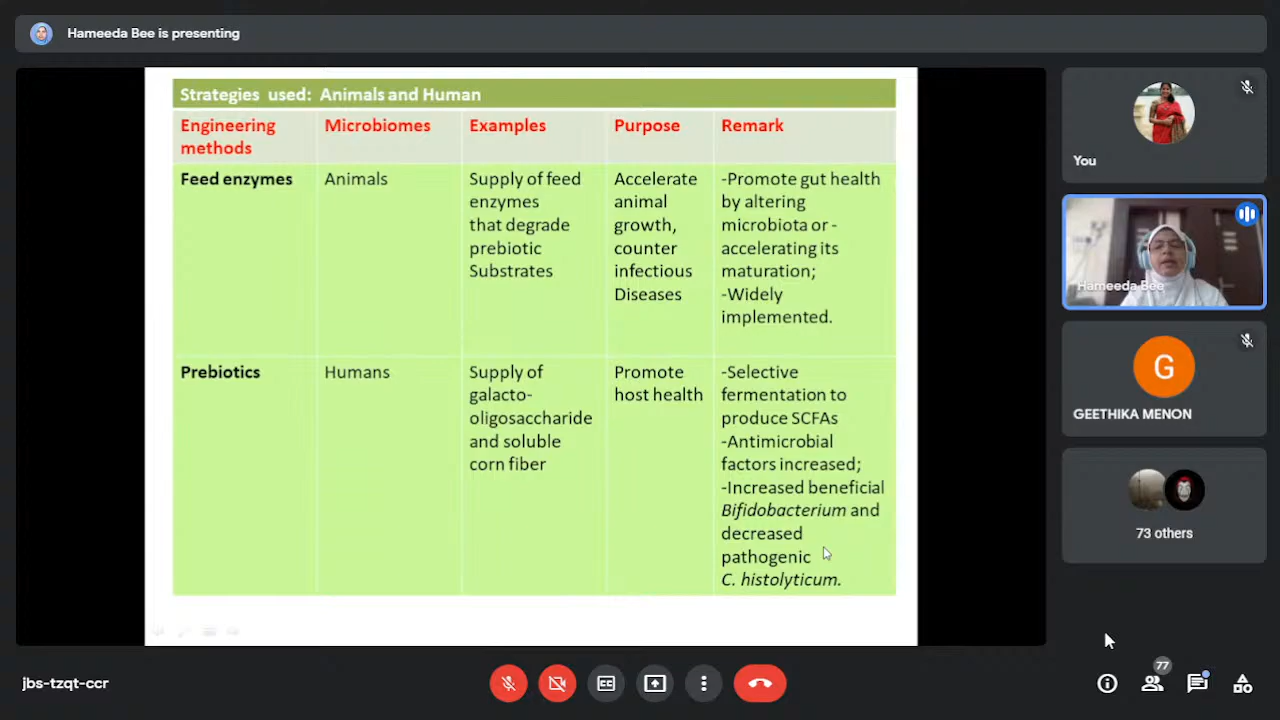 Hameeda Bee is presenting
Strategies used: Animals and Human
Engineering methods
Microbiomes
Examples
Purpose
Remark
Feed enzymes
Animals
Supply of feed
enzymes
that degrade
prebiotic
Substrates
Accelerate
animal
growth,
counter
infectious
Diseases
-Promote gut health
by altering
microbiota or -
accelerating its
maturation;
-Widely
implemented.
Prebiotics
Humans
Supply of
galacto-
oligosaccharide
and soluble
corn fiber
Promote
host health
-Selective
fermentation to
produce SCFAs
-Antimicrobial
factors increased;
-Increased beneficial
Bifidobacterium and
decreased
pathogenic
C. histolyticum.
You
Hameeda Bee
G
GEETHIKA MENON
73 others
jbs-tzqt-ccr
CC
77